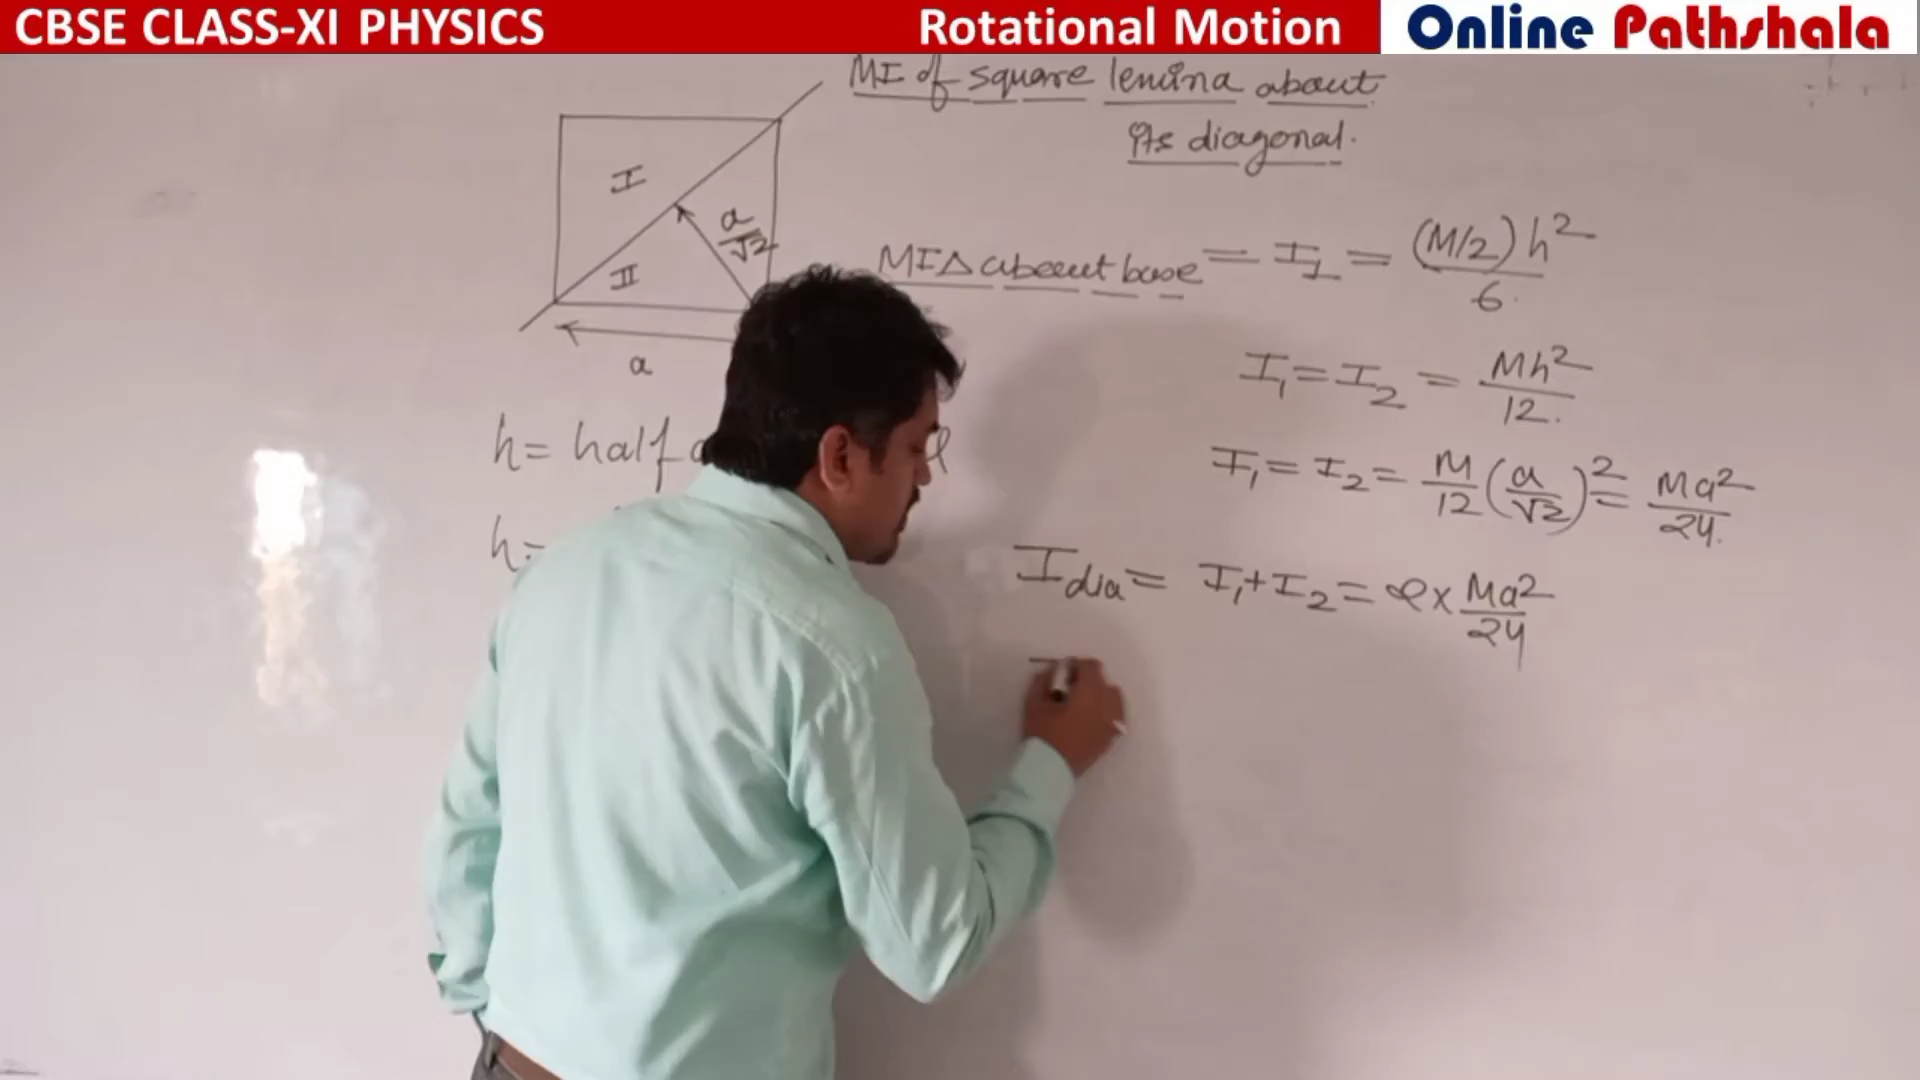 CBSE CLASS-XI PHYSICS
Rotational Motion
Online Pathshala
MI of square lemina about
its diagonal.
I
II
a/√2
a
MI△ about base = I₁ = (M/2)h²/6.
I₁ = I₂ = Mh²/12.
I₁ = I₂ = M/12 (a/√2)² = Ma²/24.
h = half
h =
I dia = I₁+I₂ = 2 x Ma²/24